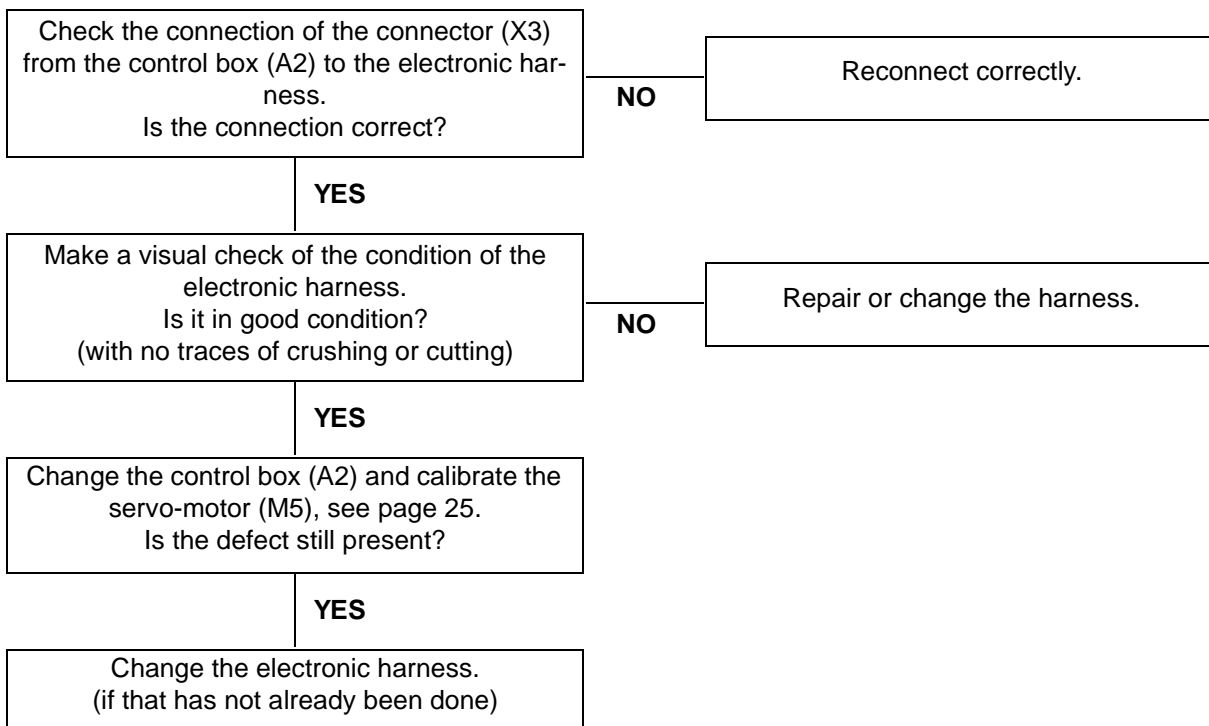 Check the connection of the connector (X3)
from the control box (A2) to the electronic har-
ness.
Is the connection correct?
NO
Reconnect correctly.
YES
Make a visual check of the condition of the
electronic harness.
Is it in good condition?
(with no traces of crushing or cutting)
NO
Repair or change the harness.
YES
Change the control box (A2) and calibrate the
servo-motor (M5), see page 25.
Is the defect still present?
YES
Change the electronic harness.
(if that has not already been done)